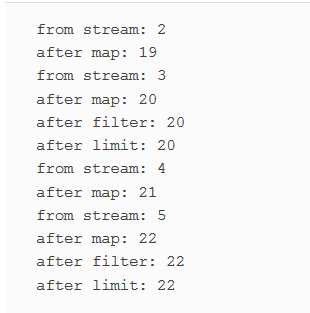 from stream: 2
after map: 19
from stream: 3
after map: 20
after filter: 20
after limit: 20
from stream: 4
after map: 21
from stream: 5
after map: 22
after filter: 22
after limit: 22